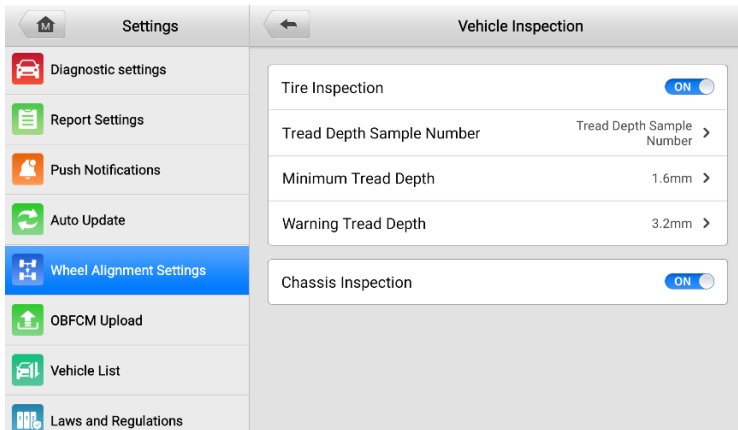 M
Settings
Vehicle Inspection
Diagnostic settings
Report Settings
Push Notifications
Auto Update
Wheel Alignment Settings
OBFCM Upload
Vehicle List
Laws and Regulations
Tire Inspection
ON
Tread Depth Sample Number
Tread Depth Sample
Number
Minimum Tread Depth
1.6mm
Warning Tread Depth
3.2mm
Chassis Inspection
ON